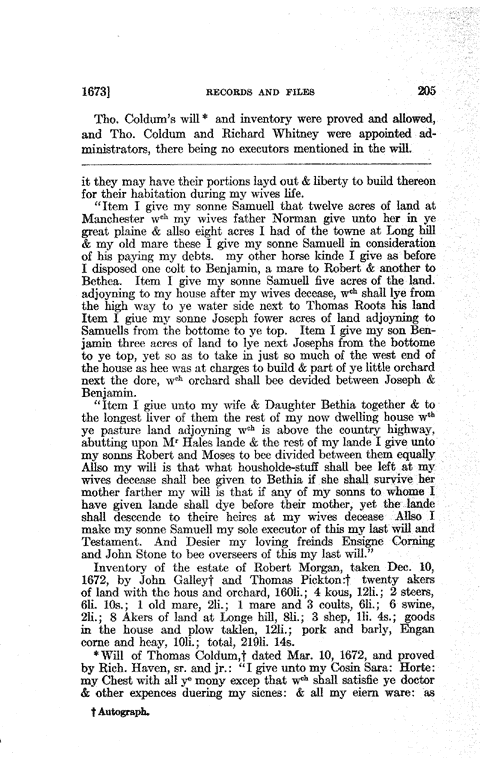 1673] RECORDS AND FILES 205
Tho. Coldum's will* and inventory were proved and allowed,
and Tho. Coldum and Richard Whitney were appointed ad-
ministrators, there being no executors mentioned in the will.
it they may have their portions layd out & liberty to build thereon
for their habitation during my wives life.
"Item I give my sonne Samuell that twelve acres of land at
Manchester wᶜʰ my wives father Norman give unto her in ye
great plaine & allso eight acres I had of the towne at Long hill
& my old mare these I give my sonne Samuell in consideration
of his paying my debts. my other horse kinde I give as before
I disposed one colt to Benjamin, a mare to Robert & another to
Bethea. Item I give my sonne Samuell five acres of the land.
adjoyning to my house after my wives decease, wᶜʰ shall lye from
the high way to ye water side next to Thomas Roots his land
Item I giue my sonne Joseph fower acres of land adjoyning to
Samuells from the bottome to ye top. Item I give my son Ben-
jamin three acres of land to lye next Josephs from the bottome
to ye top, yet so as to take in just so much of the west end of
the house as hee was at charges to build & part of ye little orchard
next the dore, wᶜʰ orchard shall bee devided between Joseph &
Benjamin.
"Item I giue unto my wife & Daughter Bethia together & to
the longest liver of them the rest of my now dwelling house wᵗʰ
ye pasture land adjoyning wᶜʰ is above the country highway,
abutting upon Mʳ Hales lande & the rest of my lande I give unto
my sonns Robert and Moses to bee divided between them equally
Allso my will is that what housholde-stuff shall bee left at my
wives decease shall bee given to Bethia if she shall survive her
mother farther my will is that if any of my sonns to whome I
have given lande shall dye before their mother, yet the lande
shall descende to theire heires at my wives decease Allso I
make my sonne Samuell my sole executor of this my last will and
Testament. And Desier my loving freinds Ensigne Corning
and John Stone to bee overseers of this my last will."
Inventory of the estate of Robert Morgan, taken Dec. 10,
1672, by John Galley† and Thomas Pickton:† twenty akers
of land with the hous and orchard, 160li.; 4 kous, 12li.; 2 steers,
6li. 10s.; 1 old mare, 2li.; 1 mare and 3 coults, 6li.; 6 swine,
2li.; 8 Akers of land at Longe hill, 8li.; 3 shep, 1li. 4s.; goods
in the house and plow taklen, 12li.; pork and barly, Engan
corne and heay, 10li.; total, 219li. 14s.
*Will of Thomas Coldum,† dated Mar. 10, 1672, and proved
by Rich. Haven, sr. and jr.: "I give unto my Cosin Sara: Horte:
my Chest with all yᵉ mony excep that wᶜʰ shall satisfie ye doctor
& other expences duering my sicnes: & all my eiern ware: as
† Autograph.